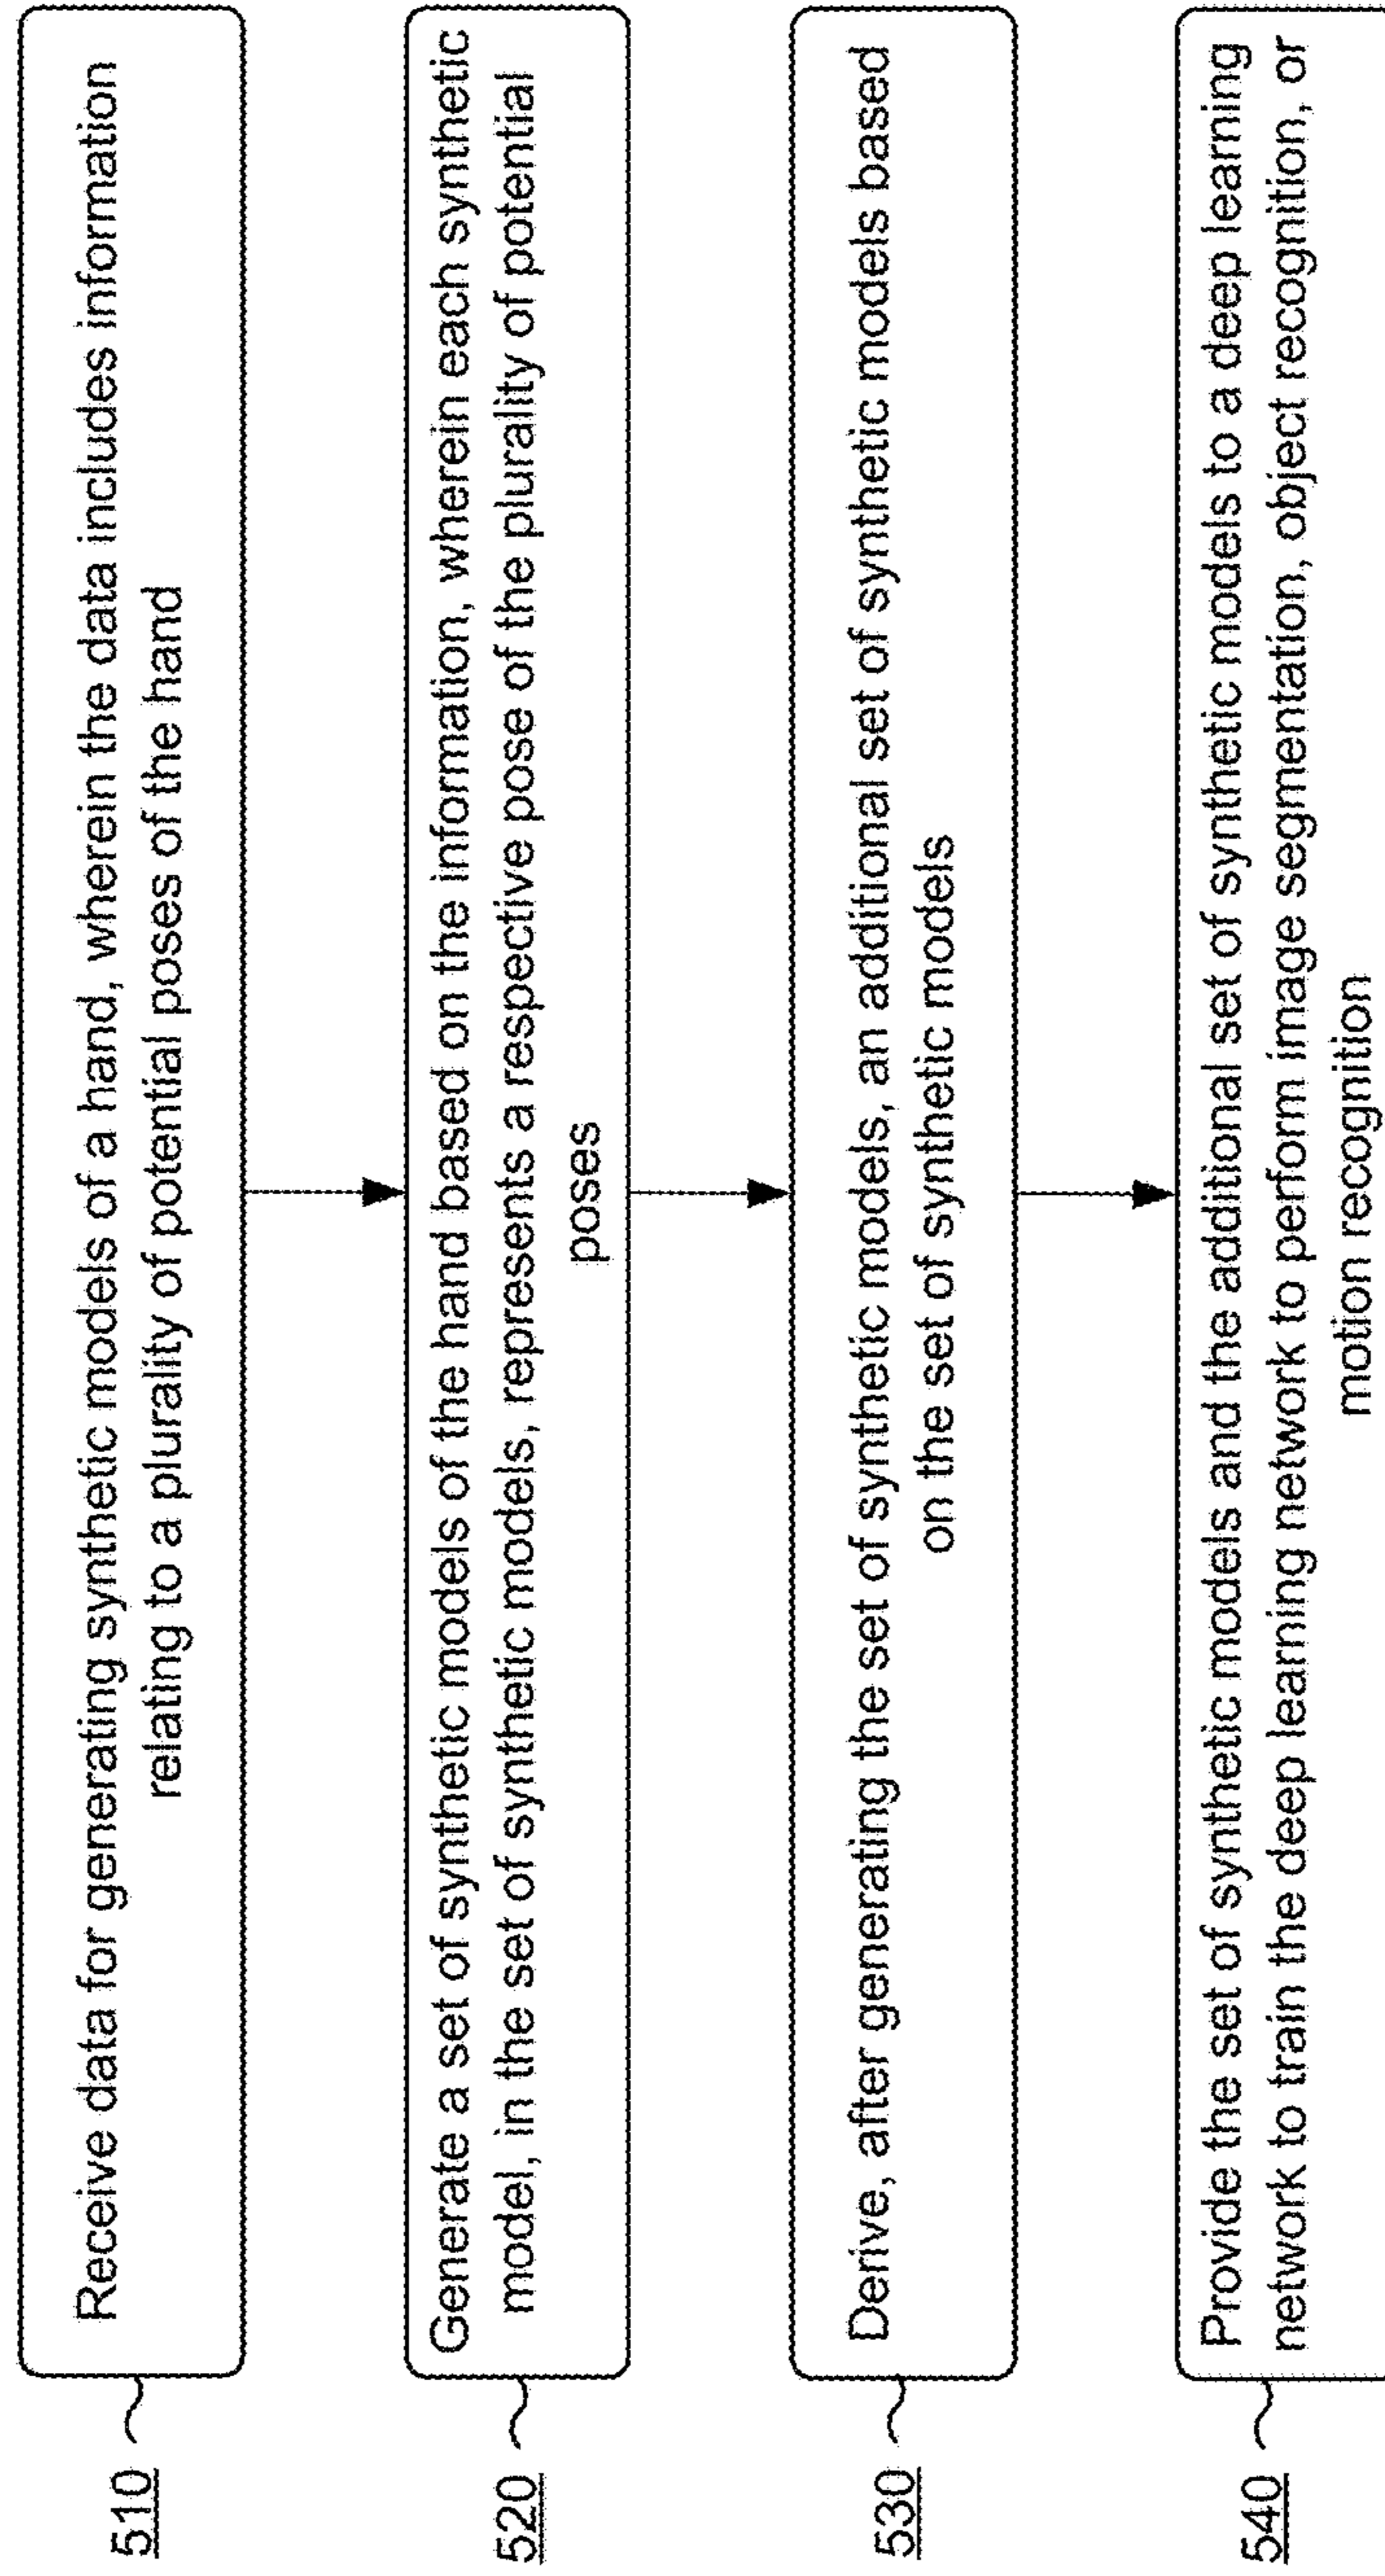 510
Receive data for generating synthetic models of a hand, wherein the data includes information
relating to a plurality of potential poses of the hand
520
Generate a set of synthetic models of the hand based on the information, wherein each synthetic
model, in the set of synthetic models, represents a respective pose of the plurality of potential
poses
530
Derive, after generating the set of synthetic models, an additional set of synthetic models based
on the set of synthetic models
540
Provide the set of synthetic models and the additional set of synthetic models to a deep learning
network to train the deep learning network to perform image segmentation, object recognition, or
motion recognition